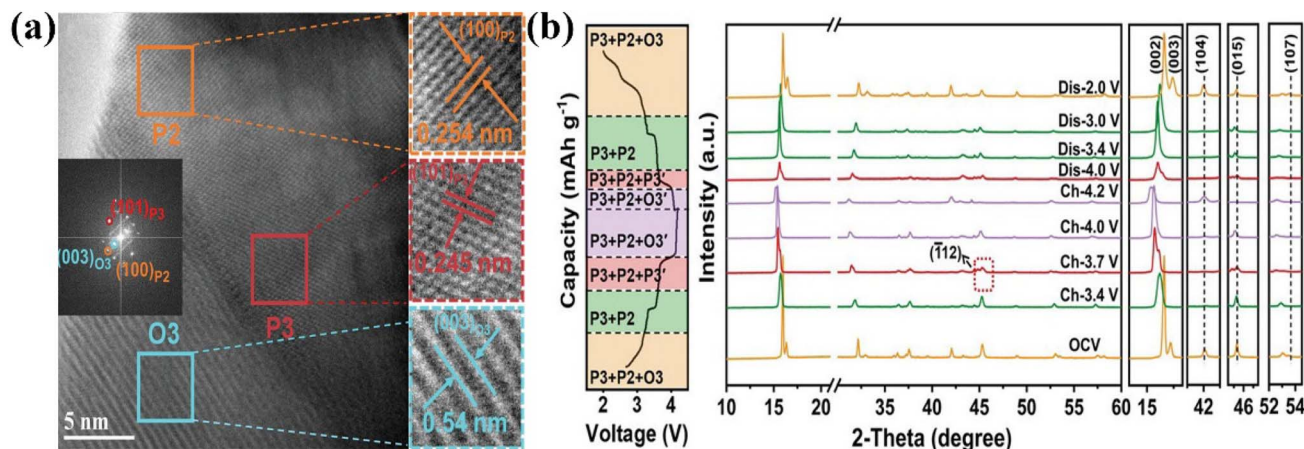 (a)
P2
(100)P2
0.254 nm
(101)P3
(003)O3
(100)P2
P3
0.245 nm
O3
(003)O3
0.54 nm
5 nm
(b)
P3+P2+O3
P3+P2
P3+P2+P3′
P3+P2+O3′
P3+P2+O3′
P3+P2+P3′
P3+P2
P3+P2+O3
Capacity (mAh g⁻¹)
2 3 4
Voltage (V)
Intensity (a.u.)
Dis-2.0 V
Dis-3.0 V
Dis-3.4 V
Dis-4.0 V
Ch-4.2 V
Ch-4.0 V
(1̅12)
Ch-3.7 V
Ch-3.4 V
OCV
(002) (003) (104) (015) (107)
10 15 20 35 40 45 50 55 60 15 42 46 52 54
2-Theta (degree)